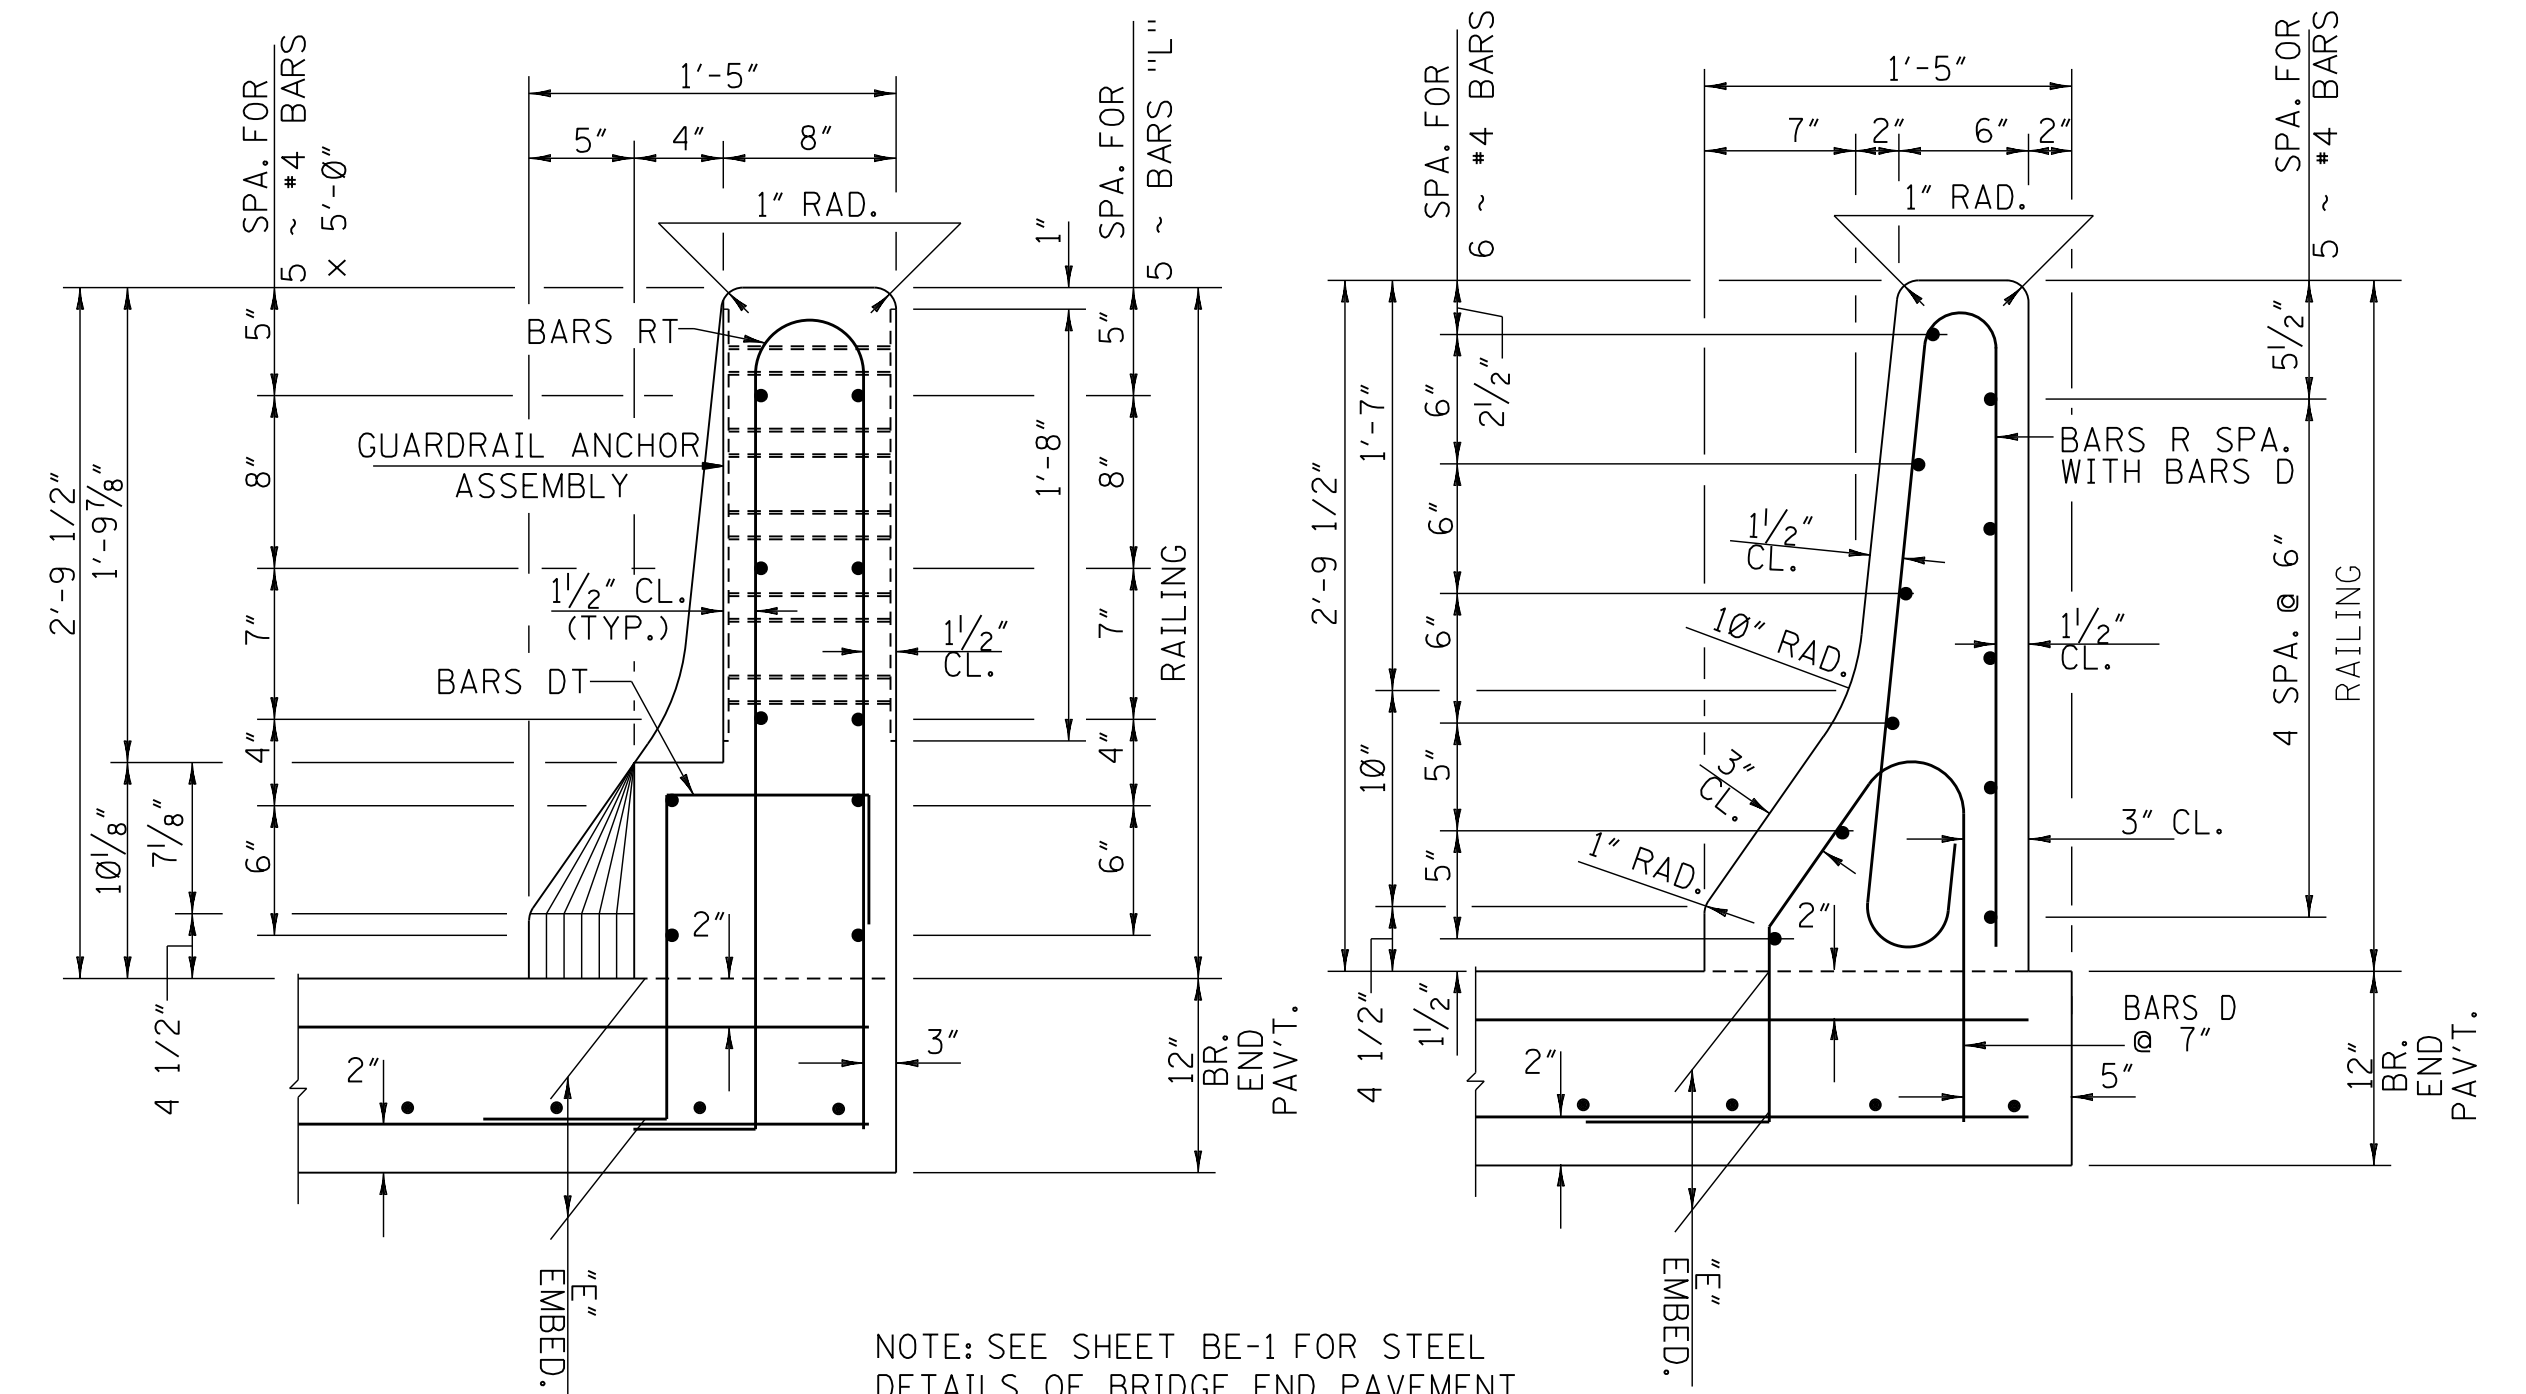 SPA. FOR
5 ~ #4 BARS
x 5'-0"
1'-5"
5"
4"
8"
1" RAD.
SPA. FOR
5 ~ BARS "L"
1"
BARS RT
GUARDRAIL ANCHOR
ASSEMBLY
1 1/2" CL.
(TYP.)
BARS DT
1 1/2"
CL.
2'-9 1/2"
1'-9 7/8"
10 1/8"
7 1/8"
4 1/2"
5"
8"
7"
4"
6"
1'-8"
5"
8"
7"
4"
6"
RAILING
2"
2"
3"
12"
BR.
END
PAV'T.
"E"
EMBED.
SPA. FOR
6 ~ #4 BARS
1'-5"
7"
2"
6"
2"
1" RAD.
SPA. FOR
5 ~ #4 BARS
2'-9 1/2"
1'-7"
10"
4 1/2"
2 1/2"
6"
6"
6"
5"
5"
1 1/2"
1 1/2"
CL.
10" RAD.
3"
CL.
1" RAD.
BARS R SPA.
WITH BARS D
1 1/2"
CL.
3" CL.
5 1/2"
4 SPA. @ 6"
RAILING
2"
2"
BARS D
@ 7"
5"
12"
BR.
END
PAV'T.
"E"
EMBED.
NOTE: SEE SHEET BE-1 FOR STEEL
DETAILS OF BRIDGE END PAVEMENT